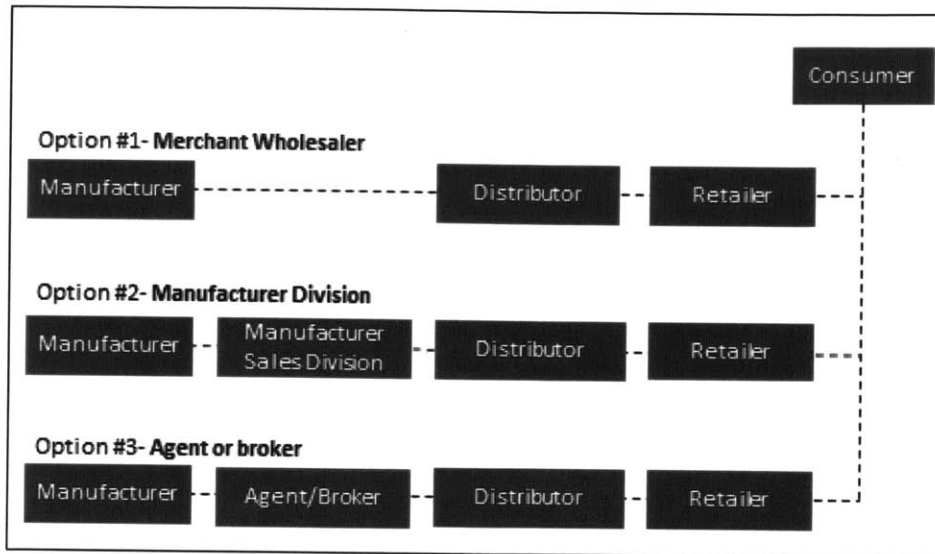 Consumer
Option #1- Merchant Wholesaler
Manufacturer
Distributor
Retailer
Option #2- Manufacturer Division
Manufacturer
Manufacturer
Sales Division
Distributor
Retailer
Option #3- Agent or broker
Manufacturer
Agent/Broker
Distributor
Retailer